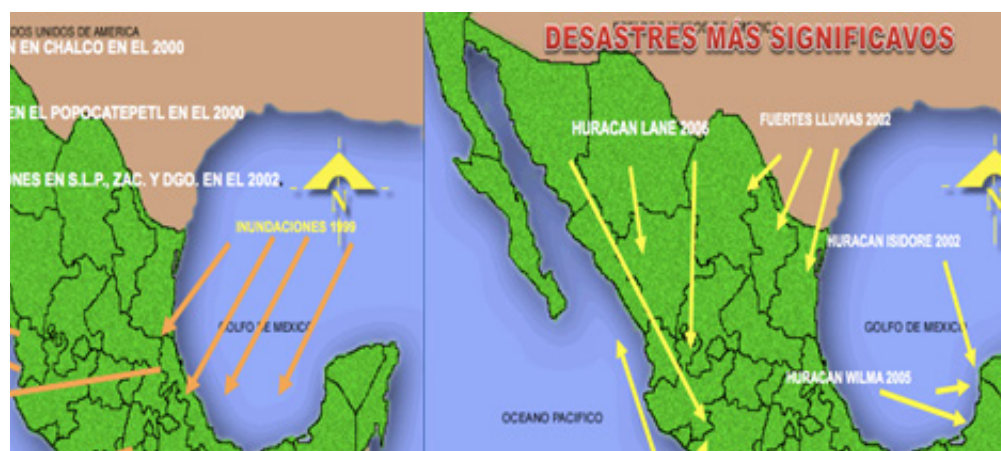 DOS UNIDOS DE AMERICA
N EN CHALCO EN EL 2000
EN EL POPOCATEPETL EN EL 2000
ONES EN S.L.P., ZAC. Y DGO. EN EL 2002.
N
INUNDACIONES 1999
GOLFO DE MEXICO
DESASTRES MÁS SIGNIFICAVOS
HURACAN LANE 2006
FUERTES LLUVIAS 2002
N
HURACAN ISIDORE 2002
GOLFO DE MEXICO
HURACAN WILMA 2005
OCEANO PACIFICO